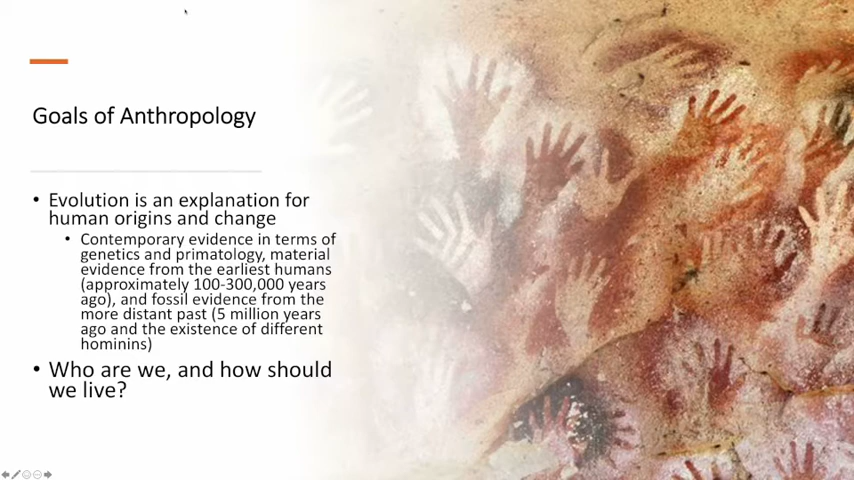 Goals of Anthropology
• Evolution is an explanation for
human origins and change
• Contemporary evidence in terms of
genetics and primatology, material
evidence from the earliest humans
(approximately 100-300,000 years
ago), and fossil evidence from the
more distant past (5 million years
ago and the existence of different
hominins)
• Who are we, and how should
we live?